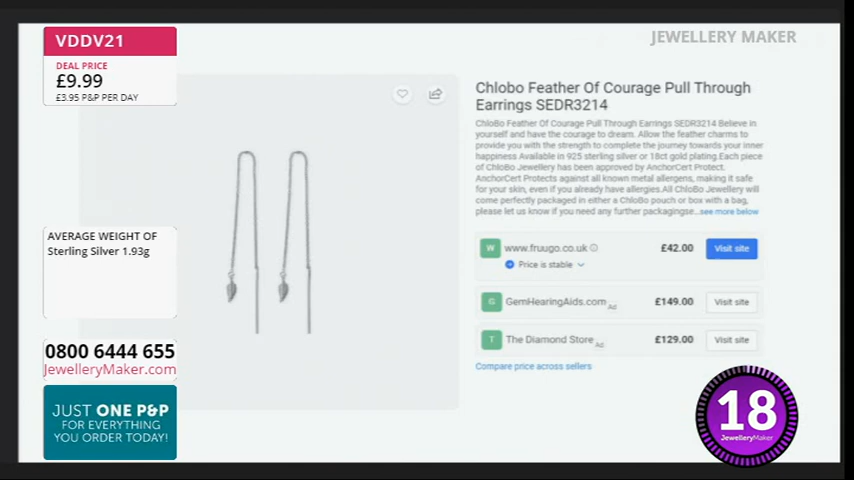 VDDV21
DEAL PRICE
£9.99
£3.95 P&P PER DAY
AVERAGE WEIGHT OF
Sterling Silver 1.93g
0800 6444 655
JewelleryMaker.com
JUST ONE P&P
FOR EVERYTHING
YOU ORDER TODAY!
JEWELLERY MAKER
Chlobo Feather Of Courage Pull Through
Earrings SEDR3214
ChloBo Feather Of Courage Pull Through Earrings SEDR3214 Believe in
yourself and have the courage to dream. Allow the feather charms to
provide you with the strength to complete the journey towards your inner
happiness Available in 925 sterling silver or 18ct gold plating.Each piece
of ChloBo Jewellery has been approved by AnchorCert Protect.
AnchorCert Protects against all known metal allergens, making it safe
for your skin, even if you already have allergies.All ChloBo Jewellery will
come perfectly packaged in either a ChloBo pouch or box with a bag,
please let us know if you need any further packagingse...see more below
W www.fruugo.co.uk £42.00 Visit site
Price is stable
G GemHearingAids.com Ad £149.00 Visit site
T The Diamond Store Ad £129.00 Visit site
Compare price across sellers
18
JewelleryMaker